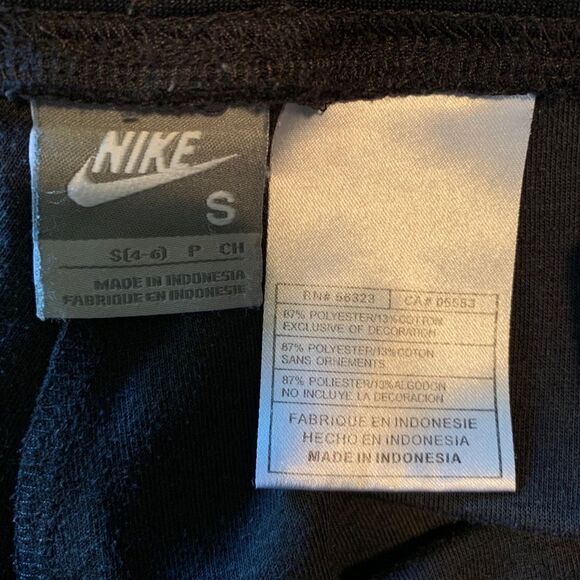 NIKE
S
S(4-6) P CH
MADE IN INDONESIA
FABRIQUE EN INDONESIE
RN# 56323 CA# 05553
87% POLYESTER/13% COTTON
EXCLUSIVE OF DECORATION
87% POLYESTER/13% COTON
SANS ORNEMENTS
87% POLIESTER/13% ALGODON
NO INCLUYE LA DECORACION
FABRIQUE EN INDONESIE
HECHO EN INDONESIA
MADE IN INDONESIA